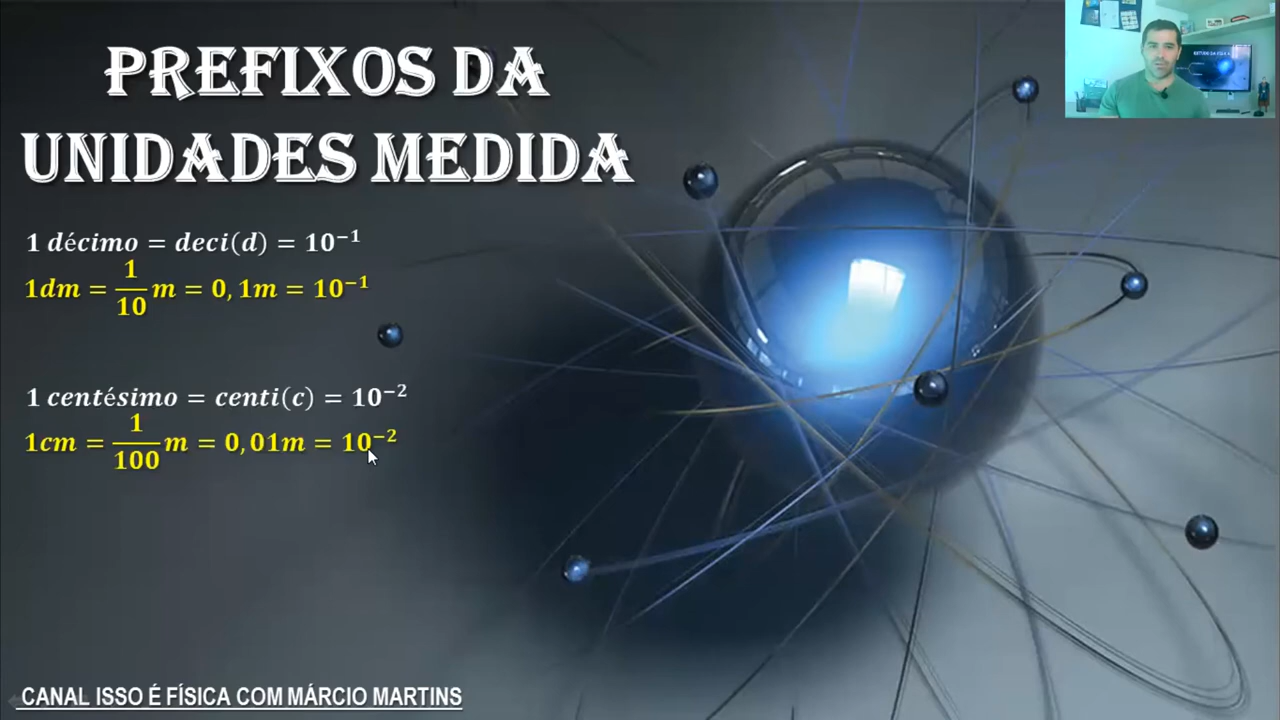 PREFIXOS DA
UNIDADES MEDIDA
1 décimo = deci(d) = 10⁻¹
1dm = 1/10 m = 0,1m = 10⁻¹
1 centésimo = centi(c) = 10⁻²
1cm = 1/100 m = 0,01m = 10⁻²
CANAL ISSO É FÍSICA COM MÁRCIO MARTINS